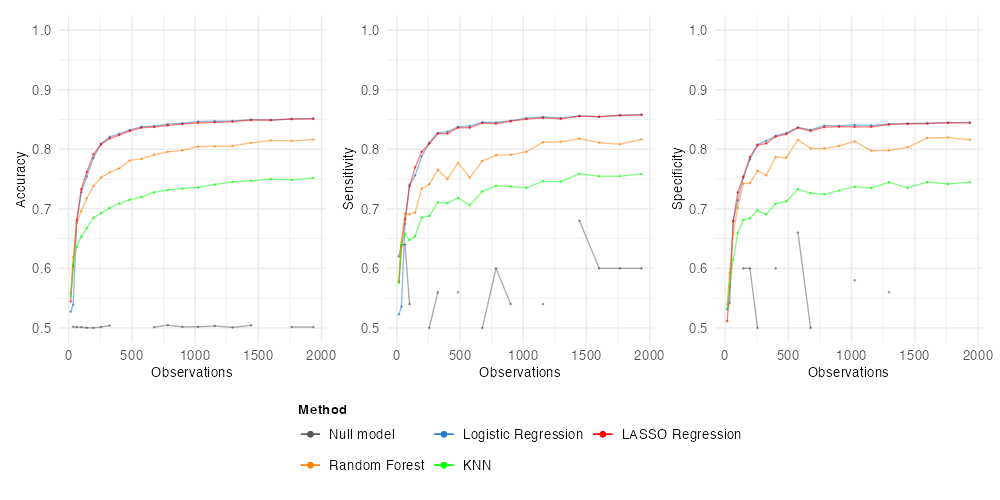 1.0
0.9
0.8
0.7
0.6
0.5
Accuracy
0 500 1000 1500 2000
Observations
1.0
0.9
0.8
0.7
0.6
0.5
Sensitivity
0 500 1000 1500 2000
Observations
1.0
0.9
0.8
0.7
0.6
0.5
Specificity
0 500 1000 1500 2000
Observations
Method
Null model Logistic Regression LASSO Regression
Random Forest KNN